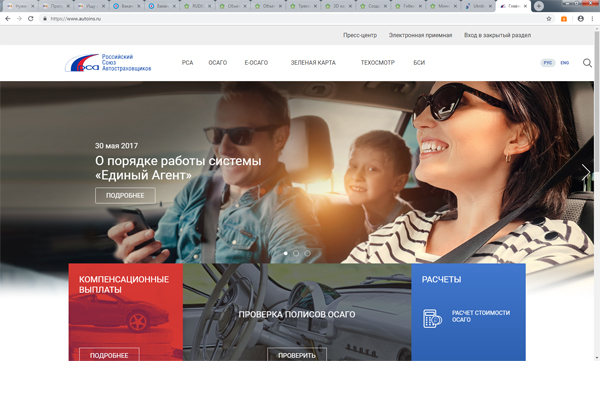 https://www.autoins.ru
Пресс-центр Электронная приемная Вход в закрытый раздел
рса
Российский
Союз
Автостраховщиков
РСА ОСАГО Е-ОСАГО ЗЕЛЕНАЯ КАРТА ТЕХОСМОТР БСИ РУС ENG
30 мая 2017
О порядке работы системы
«Единый Агент»
ПОДРОБНЕЕ
КОМПЕНСАЦИОННЫЕ
ВЫПЛАТЫ
ПОДРОБНЕЕ
ПРОВЕРКА ПОЛИСОВ ОСАГО
ПРОВЕРИТЬ
РАСЧЕТЫ
РАСЧЕТ СТОИМОСТИ
ОСАГО